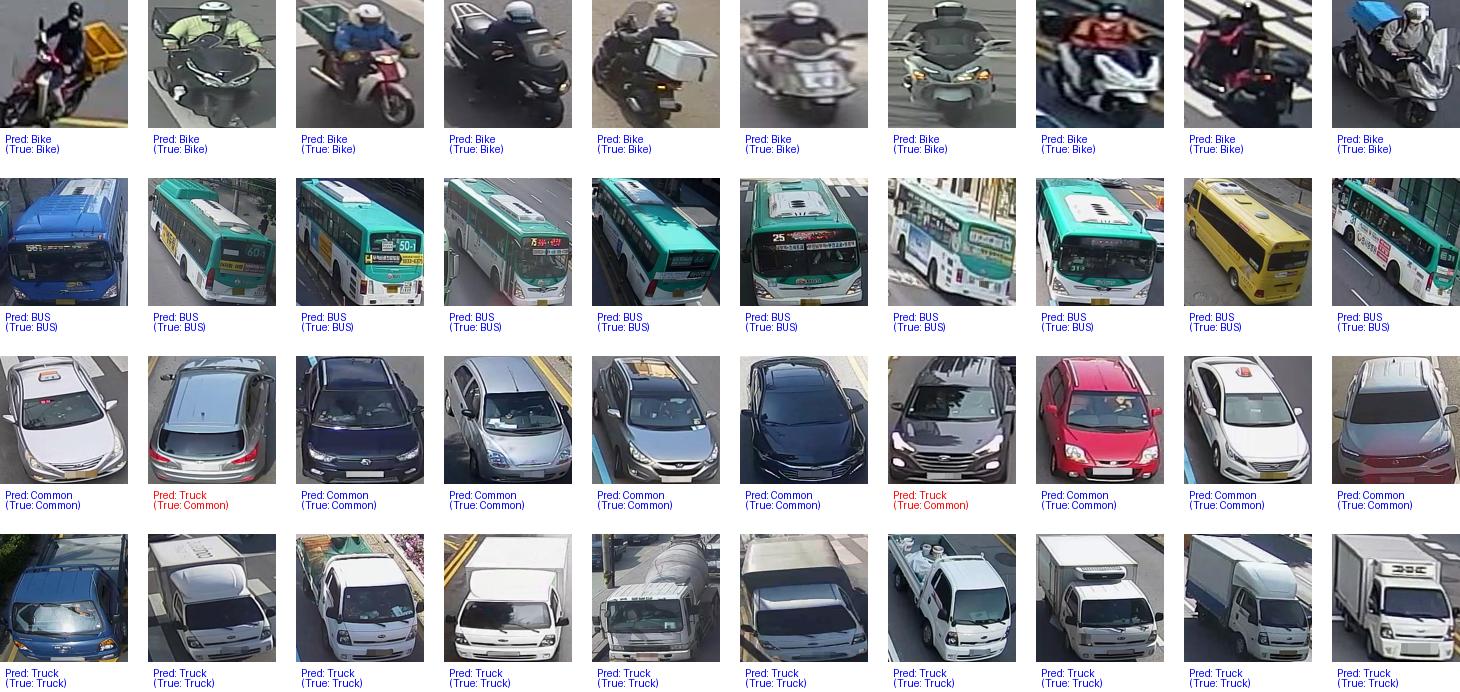 Pred: Bike
(True: Bike)
Pred: Bike
(True: Bike)
Pred: Bike
(True: Bike)
Pred: Bike
(True: Bike)
Pred: Bike
(True: Bike)
Pred: Bike
(True: Bike)
Pred: Bike
(True: Bike)
Pred: Bike
(True: Bike)
Pred: Bike
(True: Bike)
Pred: Bike
(True: Bike)
60-1
50-1
25
Pred: BUS
(True: BUS)
Pred: BUS
(True: BUS)
Pred: BUS
(True: BUS)
Pred: BUS
(True: BUS)
Pred: BUS
(True: BUS)
Pred: BUS
(True: BUS)
Pred: BUS
(True: BUS)
Pred: BUS
(True: BUS)
Pred: BUS
(True: BUS)
Pred: BUS
(True: BUS)
Pred: Common
(True: Common)
Pred: Truck
(True: Common)
Pred: Common
(True: Common)
Pred: Common
(True: Common)
Pred: Common
(True: Common)
Pred: Common
(True: Common)
Pred: Truck
(True: Common)
Pred: Common
(True: Common)
Pred: Common
(True: Common)
Pred: Common
(True: Common)
Pred: Truck
(True: Truck)
Pred: Truck
(True: Truck)
Pred: Truck
(True: Truck)
Pred: Truck
(True: Truck)
Pred: Truck
(True: Truck)
Pred: Truck
(True: Truck)
Pred: Truck
(True: Truck)
Pred: Truck
(True: Truck)
Pred: Truck
(True: Truck)
Pred: Truck
(True: Truck)